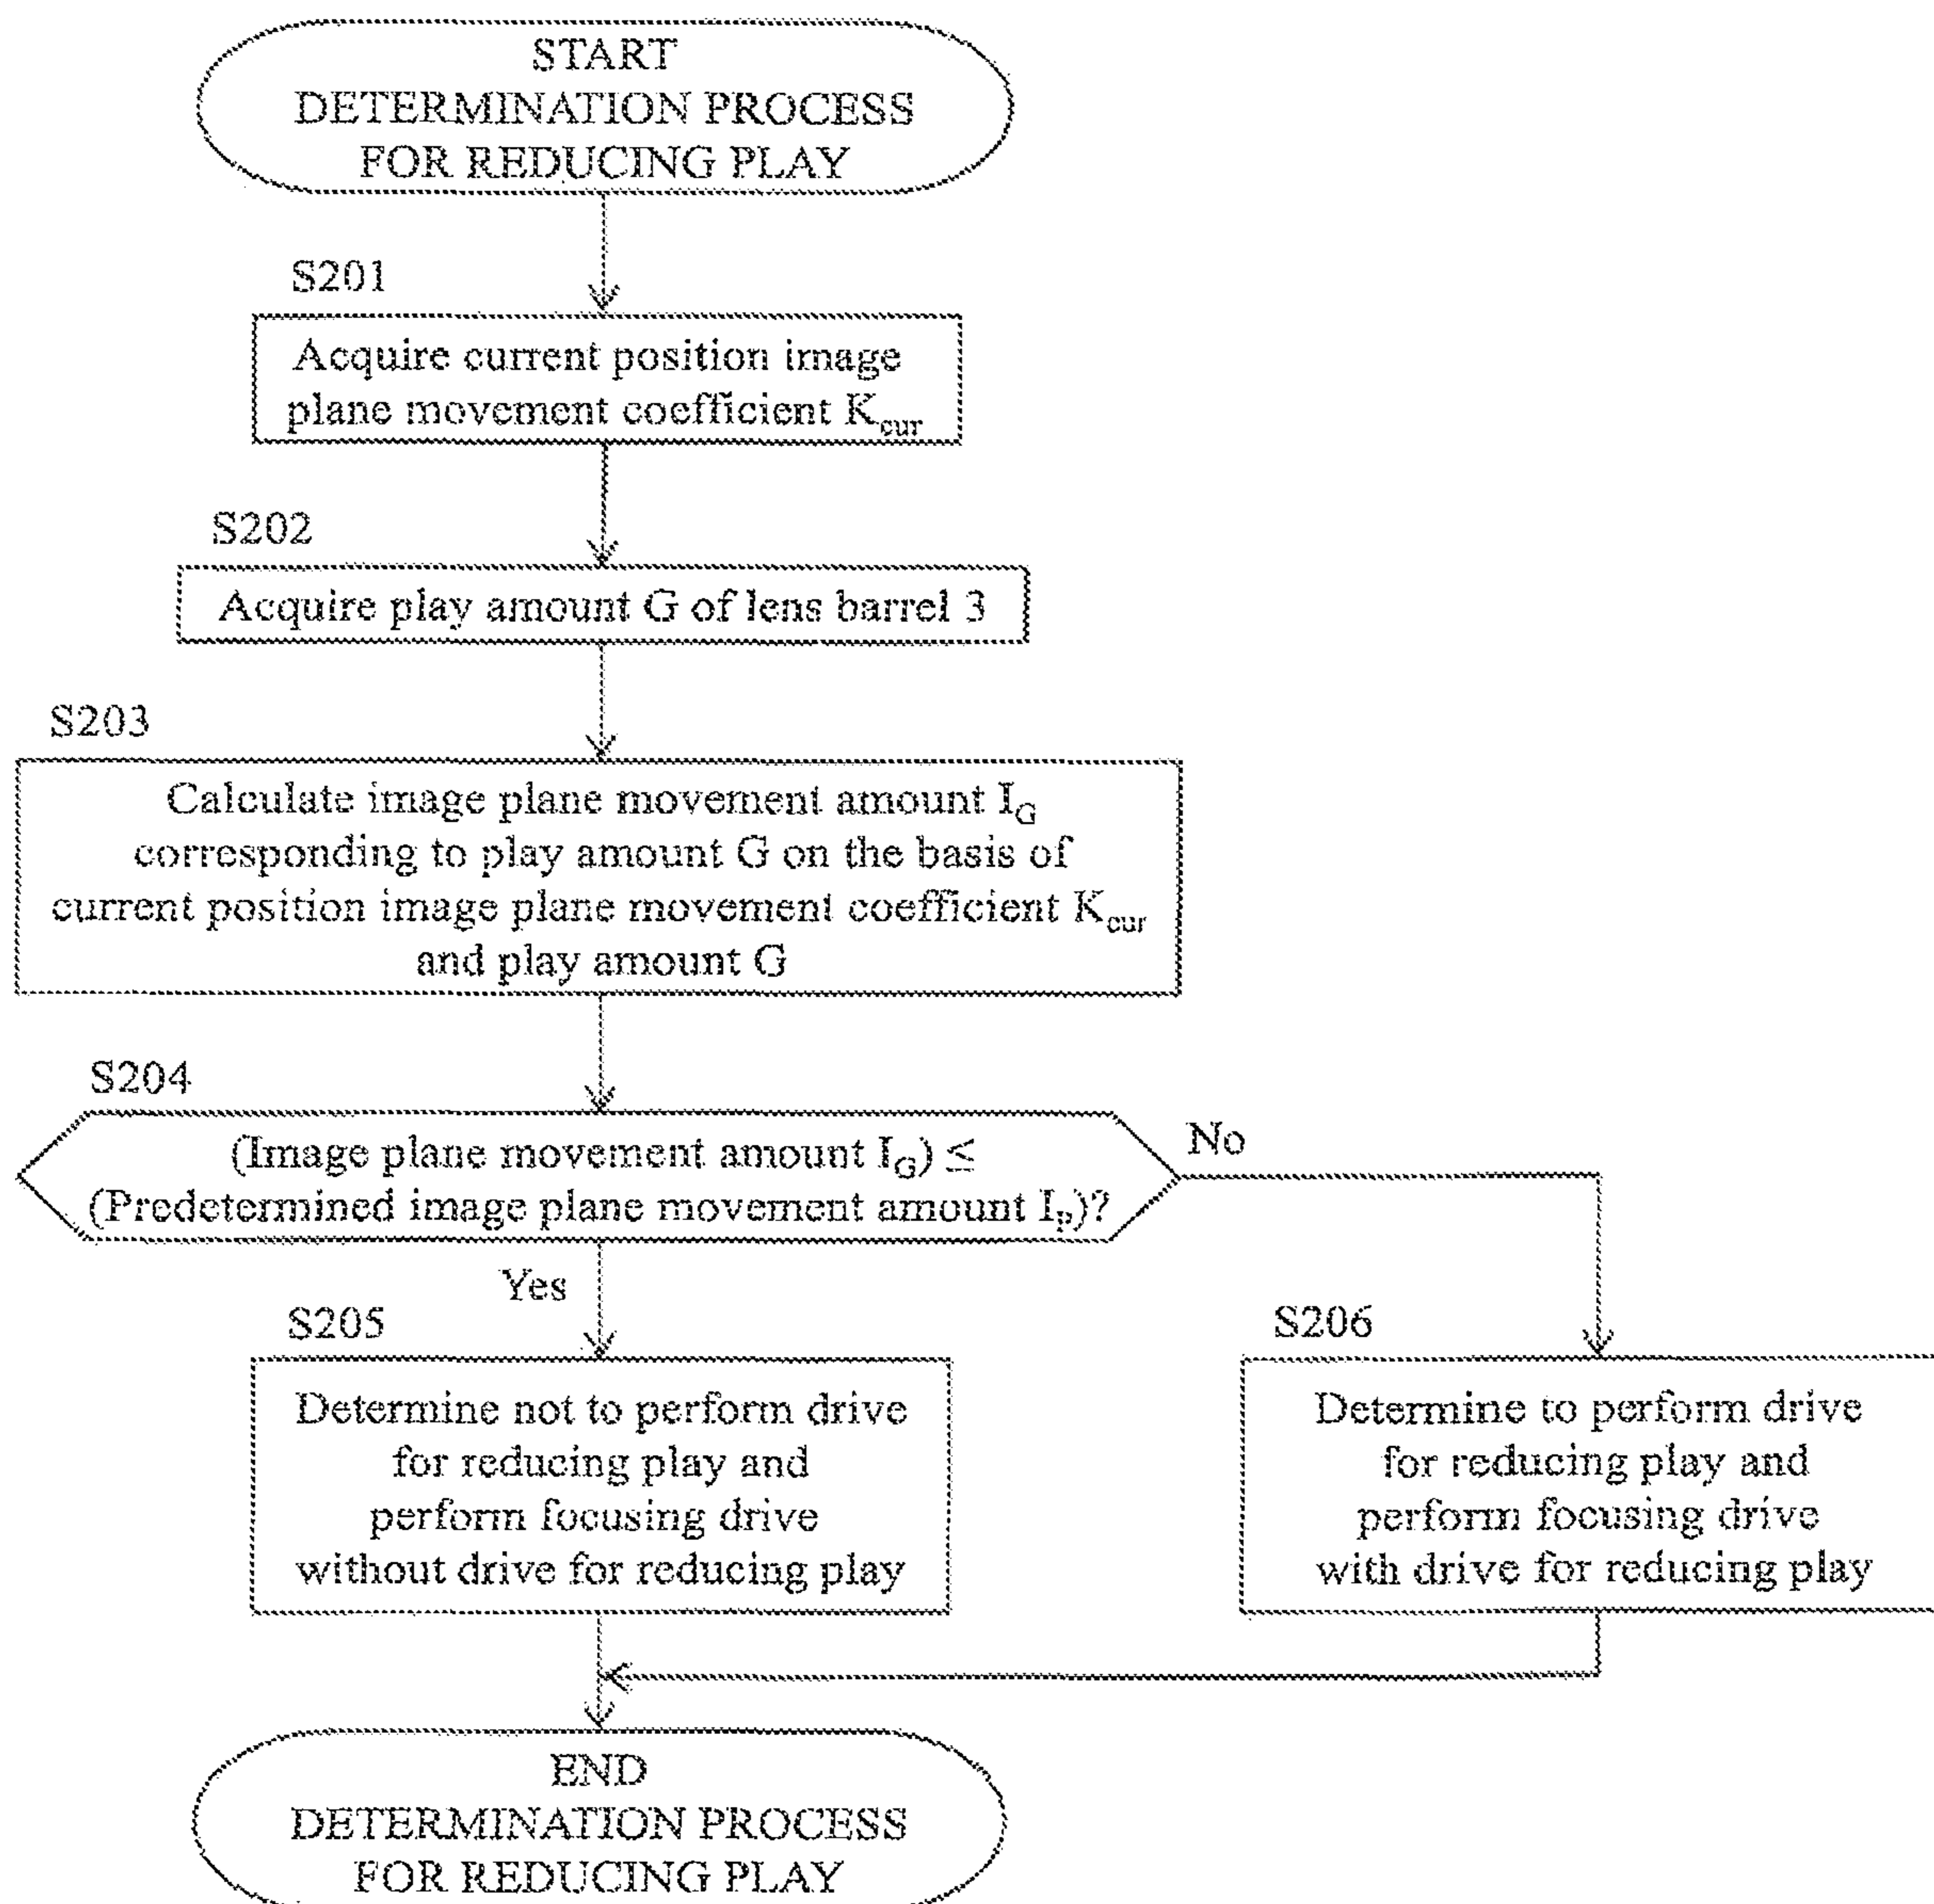 START
DETERMINATION PROCESS
FOR REDUCING PLAY
S201
Acquire current position image
plane movement coefficient K_cur
S202
Acquire play amount G of lens barrel 3
S203
Calculate image plane movement amount I_G
corresponding to play amount G on the basis of
current position image plane movement coefficient K_cur
and play amount G
S204
(Image plane movement amount I_G) ≤
(Predetermined image plane movement amount I_P)?
No
Yes
S205
Determine not to perform drive
for reducing play and
perform focusing drive
without drive for reducing play
S206
Determine to perform drive
for reducing play and
perform focusing drive
with drive for reducing play
END
DETERMINATION PROCESS
FOR REDUCING PLAY